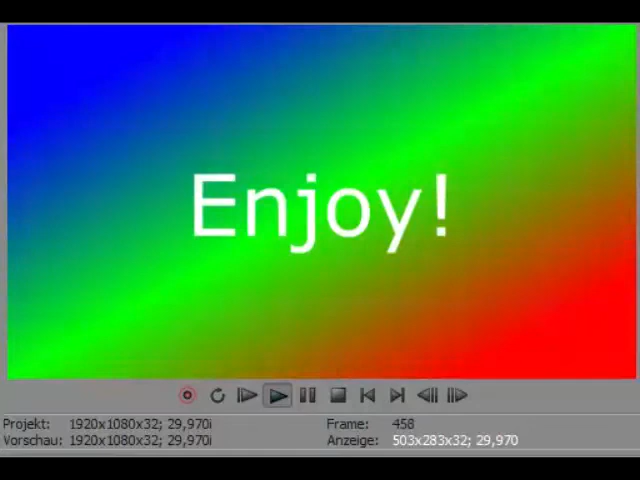 Enjoy!
Projekt: 1920x1080x32; 29,970i Frame: 458
Vorschau: 1920x1080x32; 29,970i Anzeige: 503x283x32; 29,970